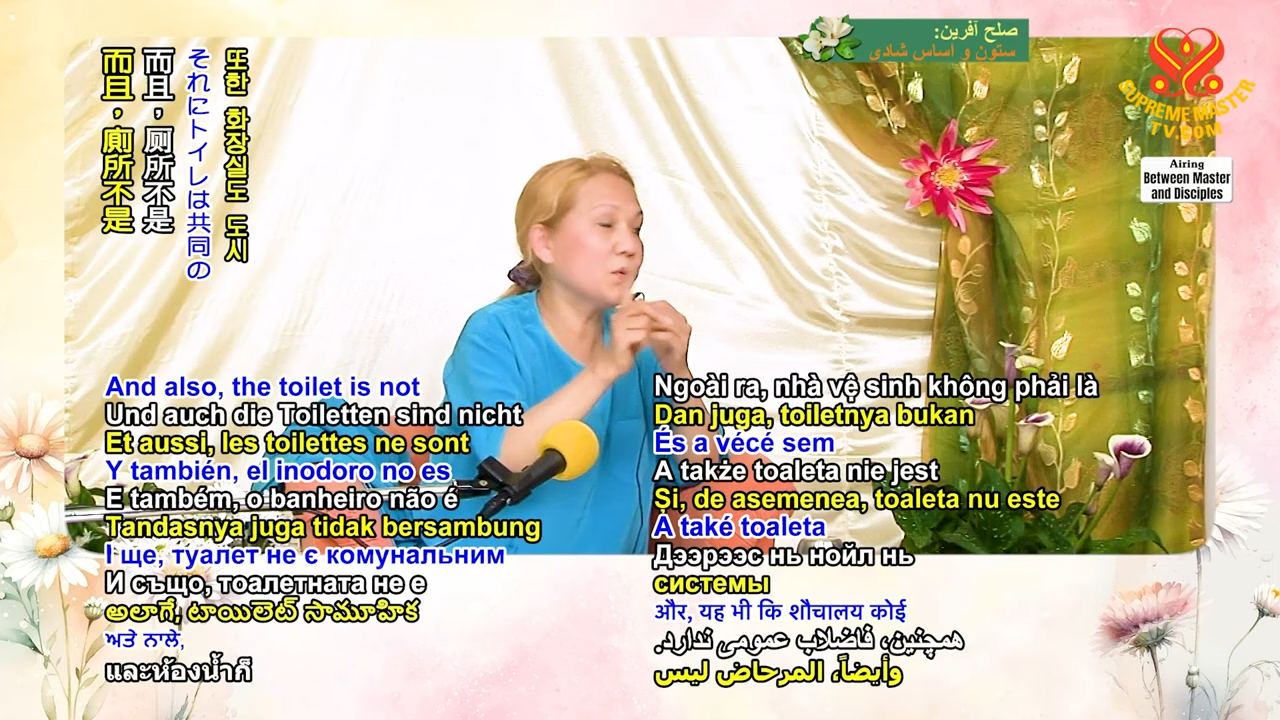 صلح آفرین:
ستون و اساس شادی
SUPREME MASTER
TV.COM
Airing
Between Master
and Disciples
또한 화장실도 도시
それにトイレは共同の
而且，厕所不是
而且，廁所不是
And also, the toilet is not
Und auch die Toiletten sind nicht
Et aussi, les toilettes ne sont
Y también, el inodoro no es
E também, o banheiro não é
Tandasnya juga tidak bersambung
І ще, туалет не є комунальним
И също, тоалетната не е
అలాగే, టాయిలెట్ సామూహిక
ਅਤੇ ਨਾਲੇ,
และห้องน้ำก็
Ngoài ra, nhà vệ sinh không phải là
Dan juga, toiletnya bukan
És a vécé sem
A także toaleta nie jest
Și, de asemenea, toaleta nu este
A také toaleta
Дээрээс нь нойл нь
системы
और, यह भी कि शौचालय कोई
همچنین، فاضلاب عمومی ندارد.
وأيضاً، المرحاض ليس